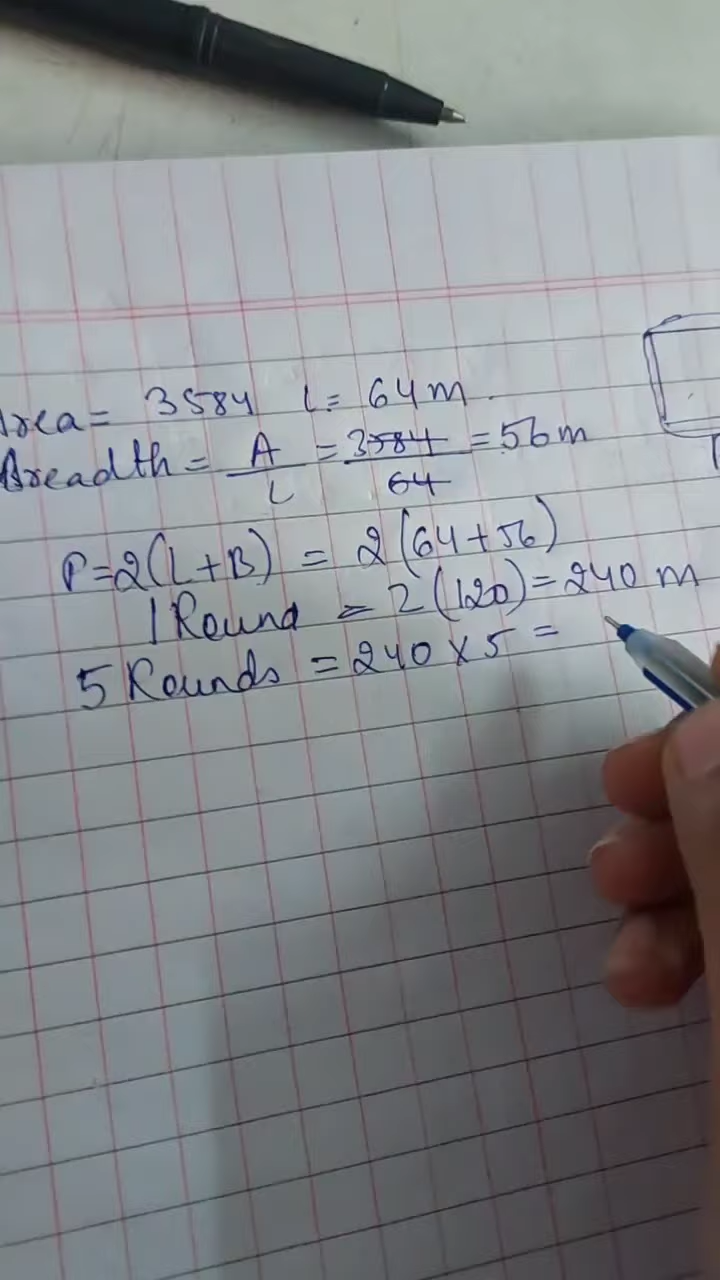 Area = 3584 L = 64 m.
Breadth = A/L = 3584/64 = 56 m
P = 2(L+B) = 2(64+56)
1 Round = 2(120) = 240 m
5 Rounds = 240 x 5 =